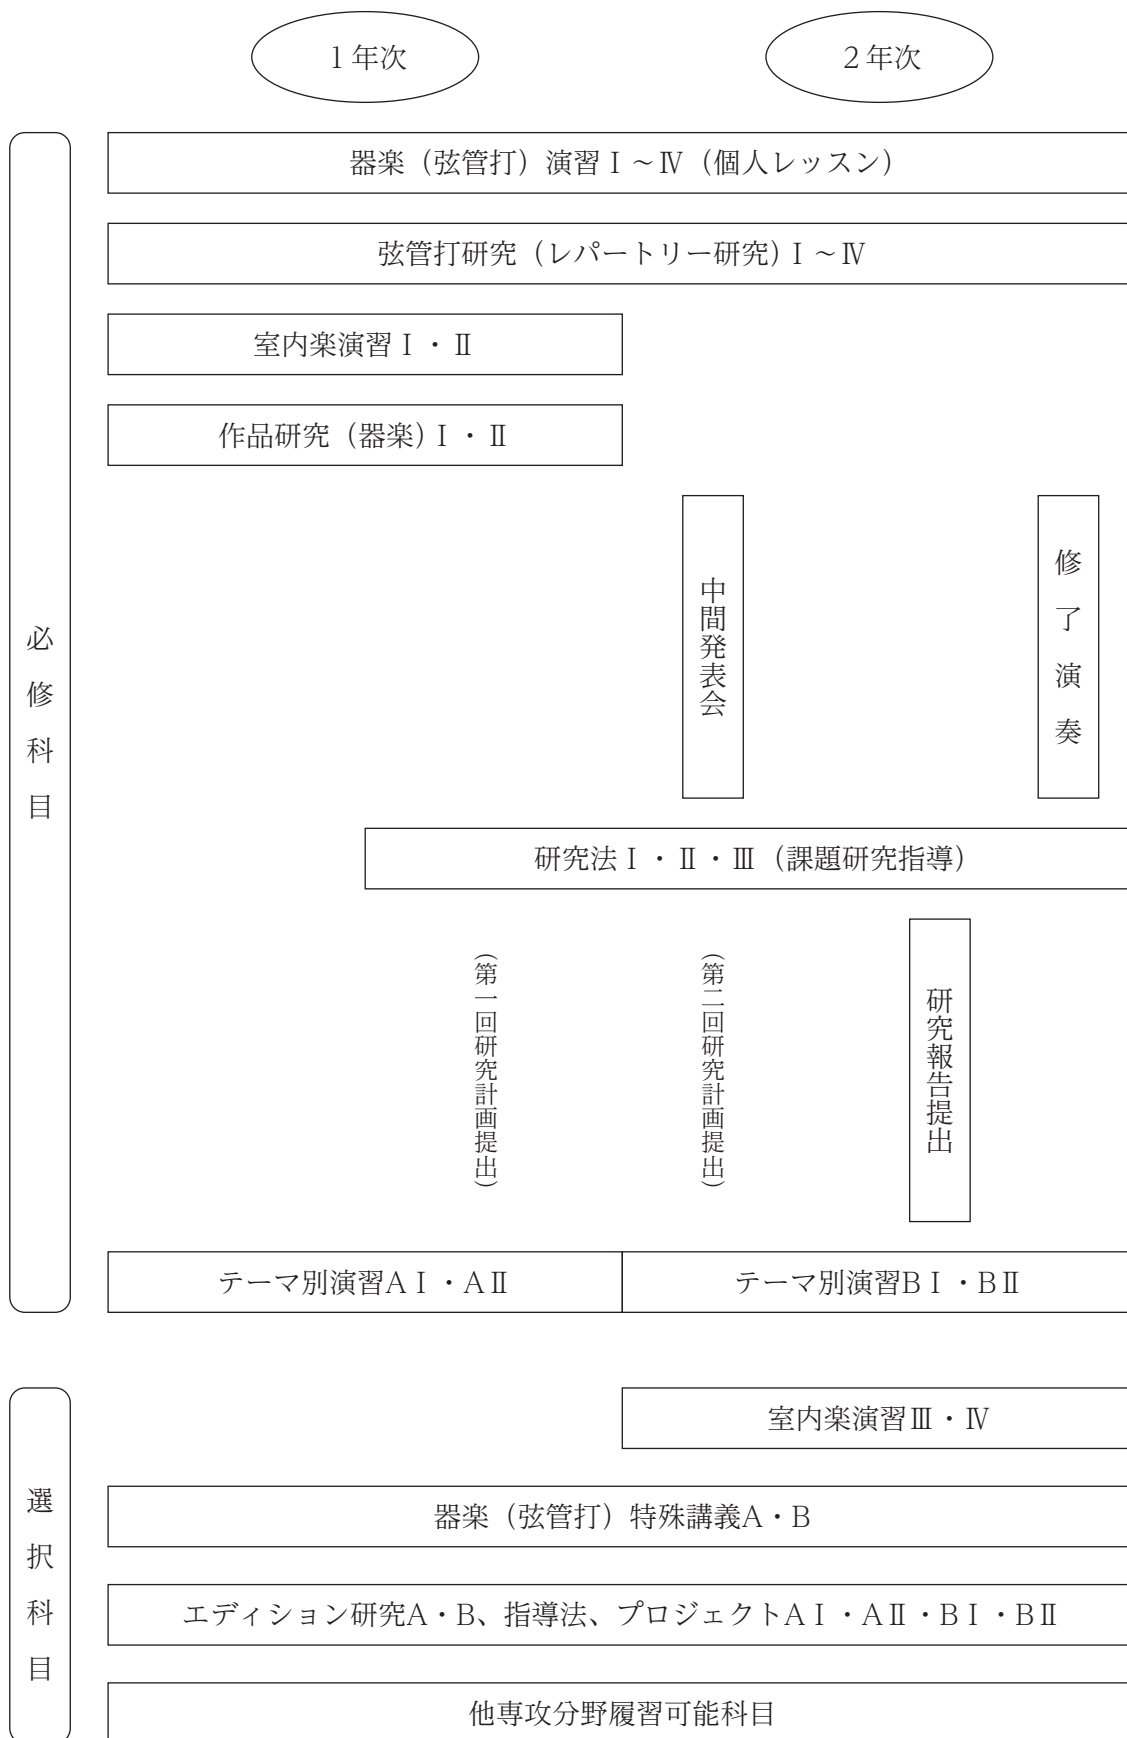 1年次
2年次
必修科目
器楽（弦管打）演習Ⅰ～Ⅳ（個人レッスン）
弦管打研究（レパートリー研究）Ⅰ～Ⅳ
室内楽演習Ⅰ・Ⅱ
作品研究（器楽）Ⅰ・Ⅱ
中間発表会
修了演奏
研究法Ⅰ・Ⅱ・Ⅲ（課題研究指導）
（第一回研究計画提出）
（第二回研究計画提出）
研究報告提出
テーマ別演習AⅠ・AⅡ
テーマ別演習BⅠ・BⅡ
選択科目
室内楽演習Ⅲ・Ⅳ
器楽（弦管打）特殊講義A・B
エディション研究A・B、指導法、プロジェクトAⅠ・AⅡ・BⅠ・BⅡ
他専攻分野履習可能科目